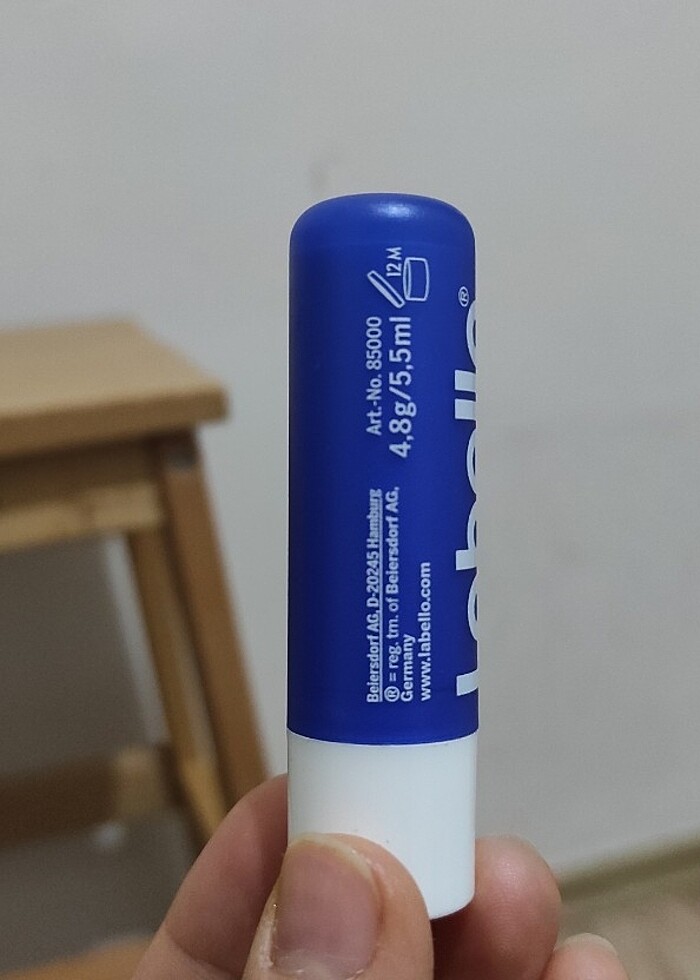 Beiersdorf AG, D-20245 Hamburg
® = reg. tm. of Beiersdorf AG,
Germany
www.labello.com
Art.-No. 85000
4,8g/5,5ml
12 M
Labello®